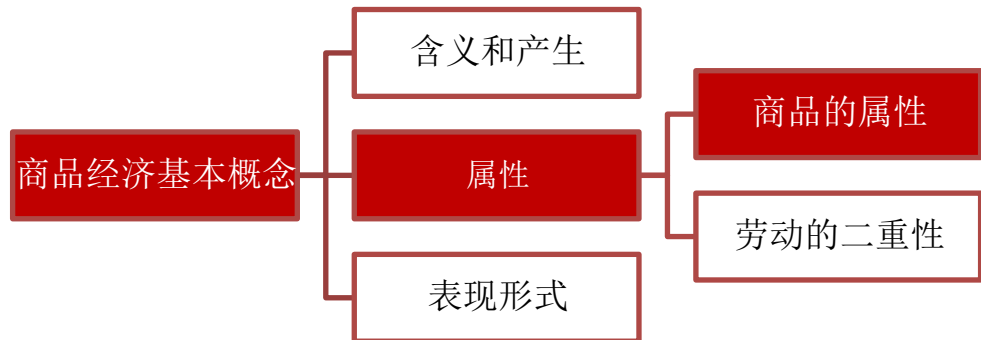 商品经济基本概念
含义和产生
属性
商品的属性
劳动的二重性
表现形式